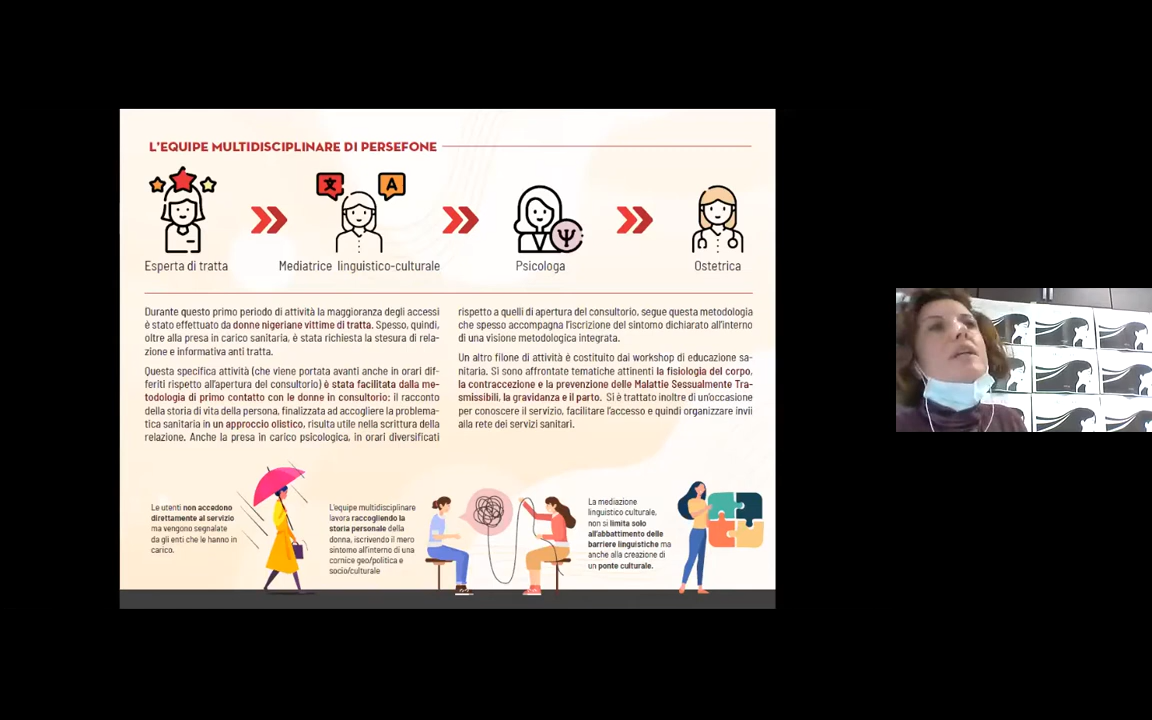 L'EQUIPE MULTIDISCIPLINARE DI PERSEFONE
文 A
Ψ
Esperta di tratta
Mediatrice linguistico-culturale
Psicologa
Ostetrica
Durante questo primo periodo di attività la maggioranza degli accessi
è stato effettuato da donne nigeriane vittime di tratta. Spesso, quindi,
oltre alla presa in carico sanitaria, è stata richiesta la stesura di rela-
zione e informativa anti tratta.
Questa specifica attività (che viene portata avanti anche in orari dif-
feriti rispetto all'apertura del consultorio) è stata facilitata dalla me-
todologia di primo contatto con le donne in consultorio: il racconto
della storia di vita della persona, finalizzata ad accogliere la problema-
tica sanitaria in un approccio olistico, risulta utile nella scrittura della
relazione. Anche la presa in carico psicologica, in orari diversificati
rispetto a quelli di apertura del consultorio, segue questa metodologia
che spesso accompagna l'iscrizione del sintomo dichiarato all'interno
di una visione metodologica integrata.
Un altro filone di attività è costituito dai workshop di educazione sa-
nitaria. Si sono affrontate tematiche attinenti la fisiologia del corpo,
la contraccezione e la prevenzione delle Malattie Sessualmente Tra-
smissibili, la gravidanza e il parto. Si è trattato inoltre di un'occasione
per conoscere il servizio, facilitare l'accesso e quindi organizzare invii
alla rete dei servizi sanitari.
Le utenti non accedono
direttamente al servizio
ma vengono segnalate
da gli enti che le hanno in
carico.
L'equipe multidisciplinare
lavora raccogliendo la
storia personale della
donna, iscrivendo il mero
sintomo all'interno di una
cornice geo/politica e
socio/culturale
La mediazione
linguistico culturale,
non si limita solo
all'abbattimento delle
barriere linguistiche ma
anche alla creazione di
un ponte culturale.